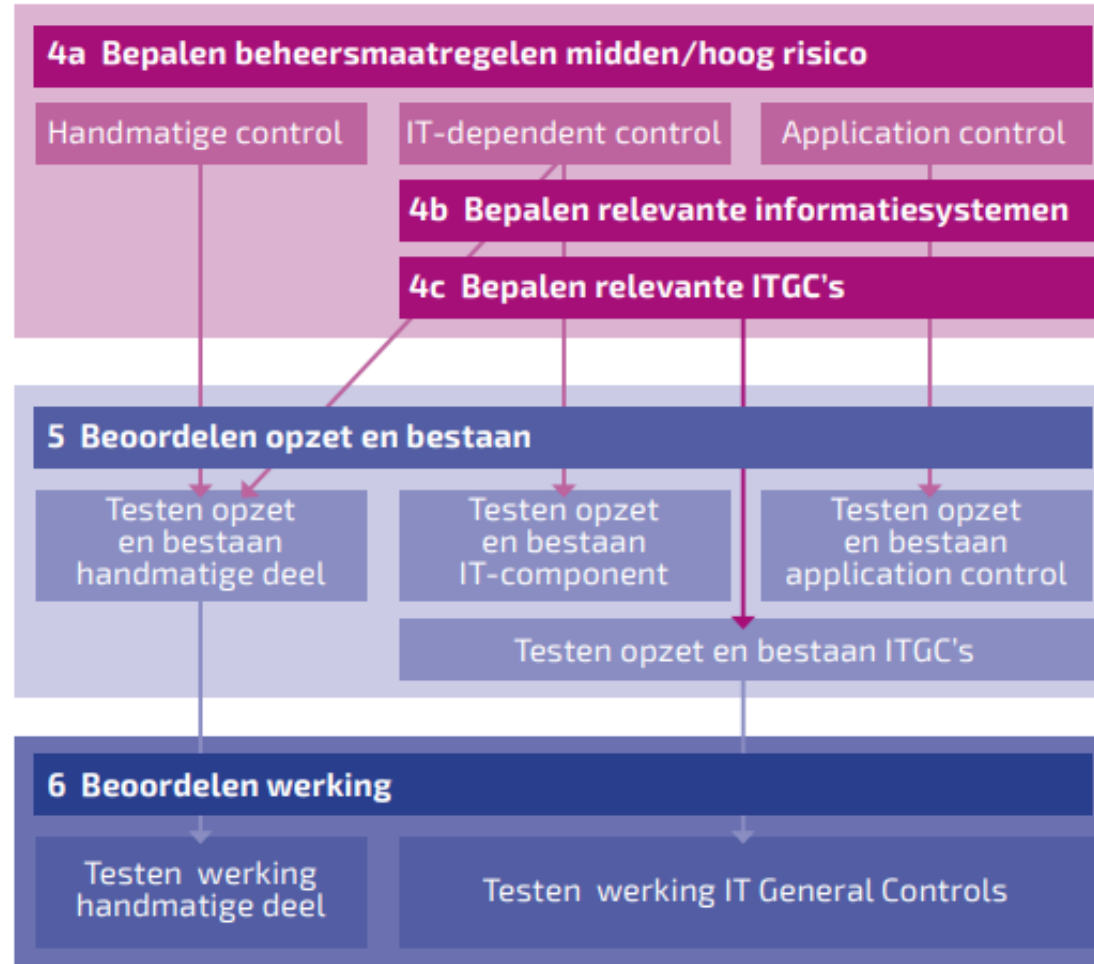 4a Bepalen beheersmaatregelen midden/hoog risico
Handmatige control
IT-dependent control
Application control
4b Bepalen relevante informatiesystemen
4c Bepalen relevante ITGC's
5 Beoordelen opzet en bestaan
Testen opzet
en bestaan
handmatige deel
Testen opzet
en bestaan
IT-component
Testen opzet
en bestaan
application control
Testen opzet en bestaan ITGC's
6 Beoordelen werking
Testen werking
handmatige deel
Testen werking IT General Controls